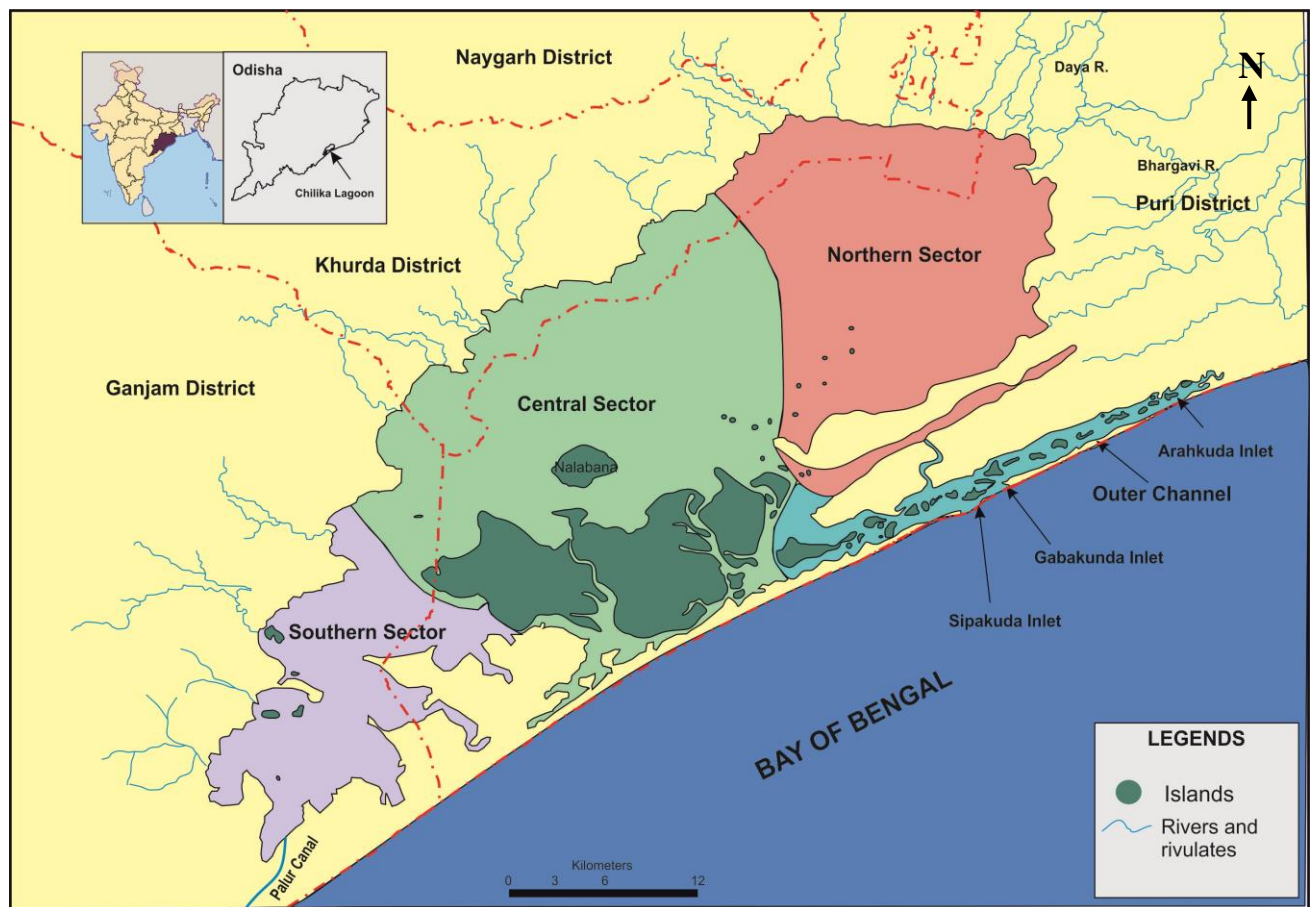 Naygarh District
N
Daya R.
Odisha
Chilika Lagoon
Bhargavi R.
Puri District
Northern Sector
Khurda District
Ganjam District
Central Sector
Nalabana
Arahkuda Inlet
Outer Channel
Gabakunda Inlet
Sipakuda Inlet
Southern Sector
BAY OF BENGAL
LEGENDS
Islands
Rivers and
rivulates
Palur Canal
Kilometers
0 3 6 12